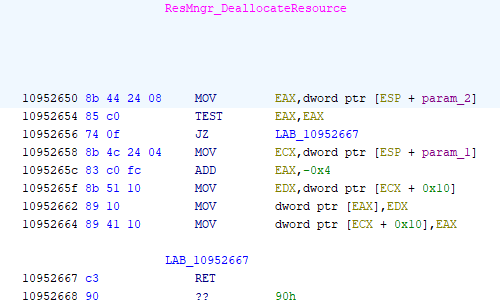 ResMngr_DeallocateResource
10952650 8b 44 24 08 MOV EAX,dword ptr [ESP + param_2]
10952654 85 c0 TEST EAX,EAX
10952656 74 0f JZ LAB_10952667
10952658 8b 4c 24 04 MOV ECX,dword ptr [ESP + param_1]
1095265c 83 c0 fc ADD EAX,-0x4
1095265f 8b 51 10 MOV EDX,dword ptr [ECX + 0x10]
10952662 89 10 MOV dword ptr [EAX],EDX
10952664 89 41 10 MOV dword ptr [ECX + 0x10],EAX
LAB_10952667
10952667 c3 RET
10952668 90 ?? 90h